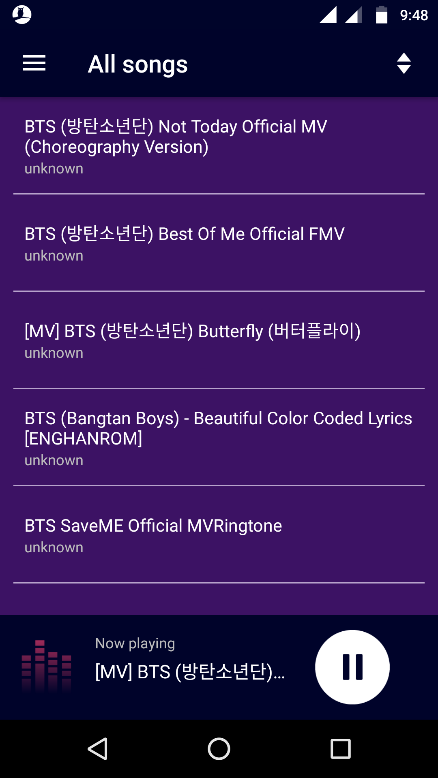 9:48
All songs
BTS (방탄소년단) Not Today Official MV
(Choreography Version)
unknown
BTS (방탄소년단) Best Of Me Official FMV
unknown
[MV] BTS (방탄소년단) Butterfly (버터플라이)
unknown
BTS (Bangtan Boys) - Beautiful Color Coded Lyrics
[ENGHANROM]
unknown
BTS SaveME Official MVRingtone
unknown
Now playing
[MV] BTS (방탄소년단)...